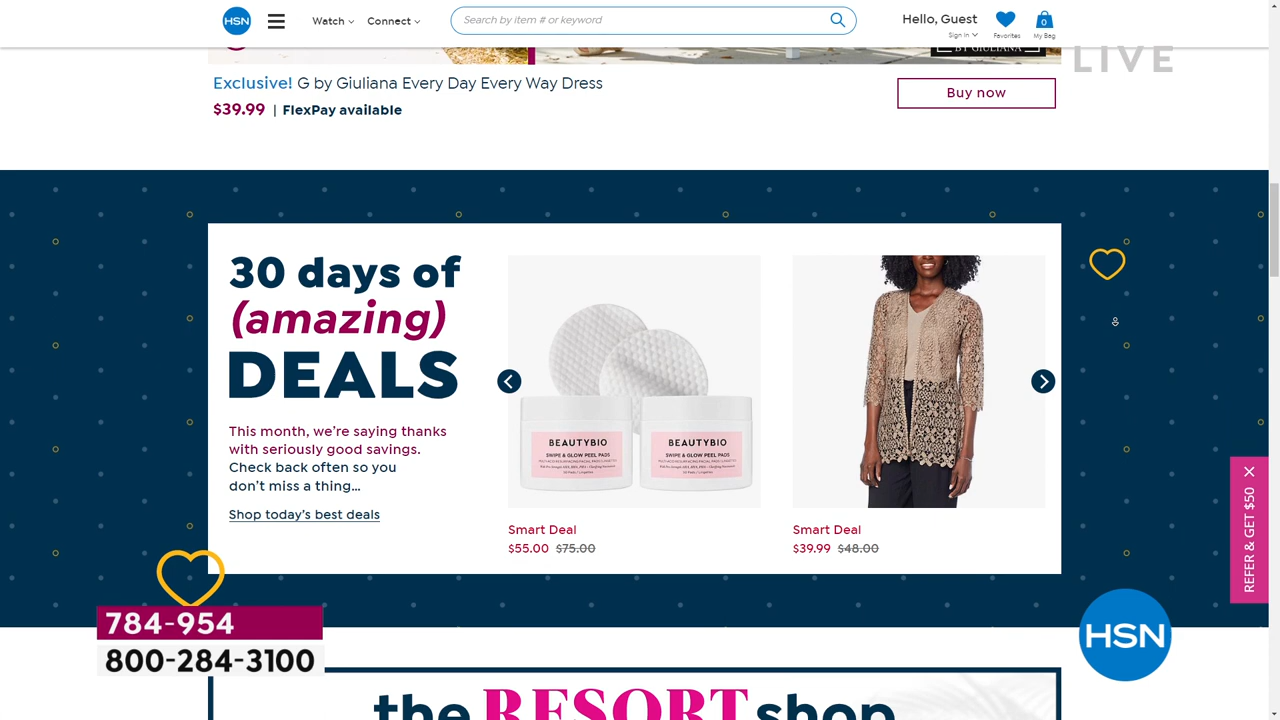 HSN
Watch
Connect
Search by item # or keyword
Hello, Guest
Sign In
Favorites
0
My Bag
BY GIULIANA
LIVE
Exclusive! G by Giuliana Every Day Every Way Dress
$39.99 | FlexPay available
Buy now
30 days of
(amazing)
DEALS
This month, we're saying thanks
with seriously good savings.
Check back often so you
don't miss a thing...
Shop today's best deals
BEAUTYBIO
SWIPE & GLOW PEEL PADS
BEAUTYBIO
SWIPE & GLOW PEEL PADS
Smart Deal
$55.00 $75.00
Smart Deal
$39.99 $48.00
REFER & GET $50
784-954
800-284-3100
HSN
the RESORT shop